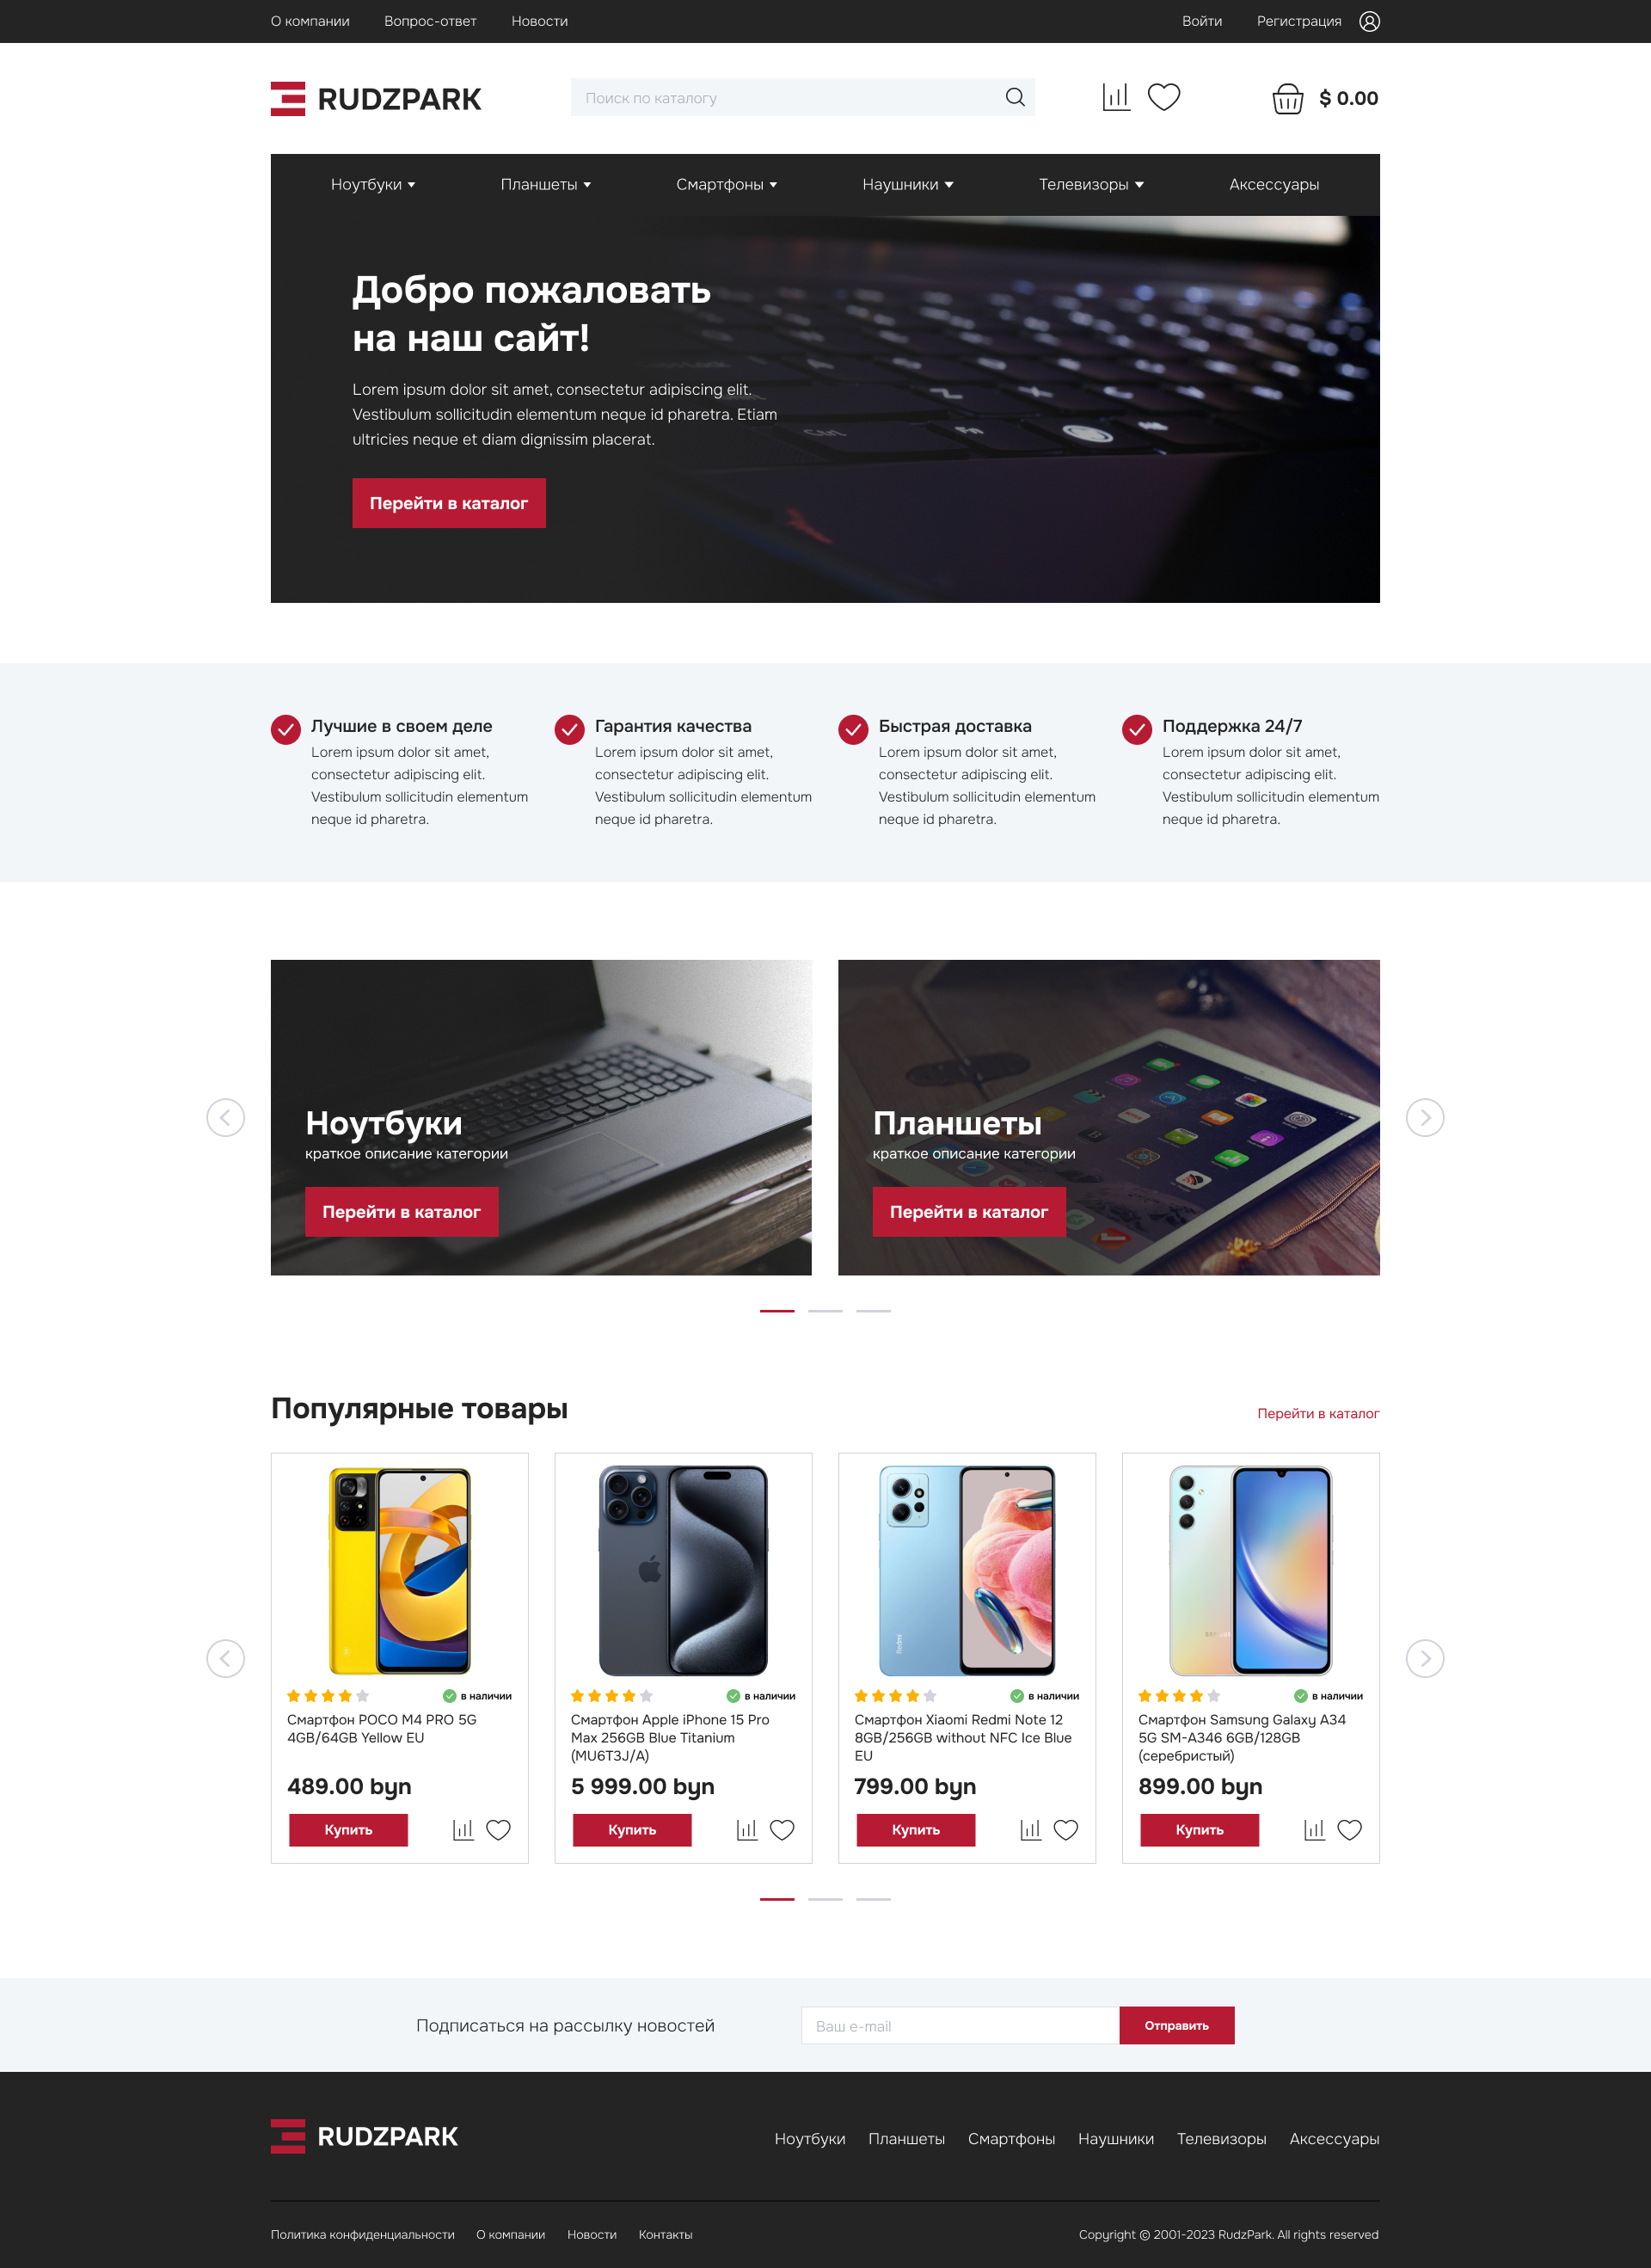 О компании Вопрос-ответ Новости Войти Регистрация
RUDZPARK Поиск по каталогу $ 0.00
Ноутбуки Планшеты Смартфоны Наушники Телевизоры Аксессуары
Добро пожаловать
на наш сайт!
Lorem ipsum dolor sit amet, consectetur adipiscing elit.
Vestibulum sollicitudin elementum neque id pharetra. Etiam
ultricies neque et diam dignissim placerat.
Ctrl
Перейти в каталог
Лучшие в своем деле
Lorem ipsum dolor sit amet,
consectetur adipiscing elit.
Vestibulum sollicitudin elementum
neque id pharetra.
Гарантия качества
Lorem ipsum dolor sit amet,
consectetur adipiscing elit.
Vestibulum sollicitudin elementum
neque id pharetra.
Быстрая доставка
Lorem ipsum dolor sit amet,
consectetur adipiscing elit.
Vestibulum sollicitudin elementum
neque id pharetra.
Поддержка 24/7
Lorem ipsum dolor sit amet,
consectetur adipiscing elit.
Vestibulum sollicitudin elementum
neque id pharetra.
Ноутбуки
краткое описание категории
Перейти в каталог
Планшеты
краткое описание категории
Перейти в каталог
Популярные товары
Перейти в каталог
в наличии
Смартфон POCO M4 PRO 5G
4GB/64GB Yellow EU
489.00 byn
Купить
в наличии
Смартфон Apple iPhone 15 Pro
Max 256GB Blue Titanium
(MU6T3J/A)
5 999.00 byn
Купить
Redmi
в наличии
Смартфон Xiaomi Redmi Note 12
8GB/256GB without NFC Ice Blue
EU
799.00 byn
Купить
SAMSUNG
в наличии
Смартфон Samsung Galaxy A34
5G SM-A346 6GB/128GB
(серебристый)
899.00 byn
Купить
Подписаться на рассылку новостей Ваш e-mail Отправить
RUDZPARK Ноутбуки Планшеты Смартфоны Наушники Телевизоры Аксессуары
Политика конфиденциальности О компании Новости Контакты Copyright © 2001-2023 RudzPark. All rights reserved